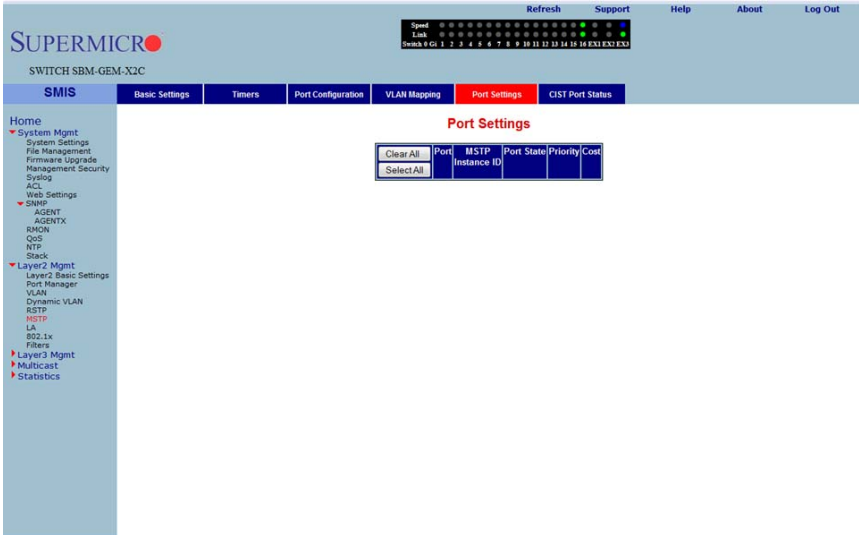 Refresh Support Help About Log Out
SUPERMICRO
SWITCH SBM-GEM-X2C
Speed
Link
Switch 0 Gi 1 2 3 4 5 6 7 8 9 10 11 12 13 14 15 16 EX1 EX2 EX3
SMIS
Basic Settings Timers Port Configuration VLAN Mapping Port Settings CIST Port Status
Home
System Mgmt
System Settings
File Management
Firmware Upgrade
Management Security
Syslog
ACL
Web Settings
SNMP
AGENT
AGENTX
RMON
QoS
NTP
Stack
Layer2 Mgmt
Layer2 Basic Settings
Port Manager
VLAN
Dynamic VLAN
RSTP
MSTP
LA
802.1x
Filters
Layer3 Mgmt
Multicast
Statistics
Port Settings
Clear All
Select All
Port
MSTP
Instance ID
Port State
Priority
Cost